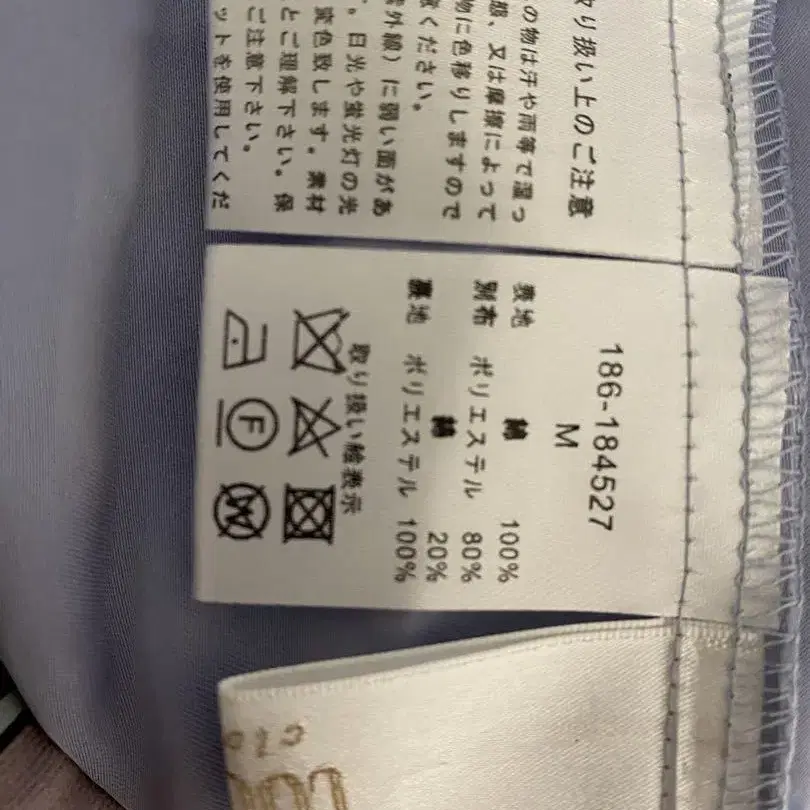 取り扱い上のご注意
の物は汗や雨等で湿っ
態、又は摩擦によって
物に色移りしますので
意ください。
外線）に弱い面があ
。日光や蛍光灯の光
変色致します。素材
とご理解下さい。保
ご注意下さい。
ットを使用してくだ
186-184527
M
表地 綿 100%
別布 ポリエステル 80%
綿 20%
裏地 ポリエステル 100%
取り扱い絵表示
F W